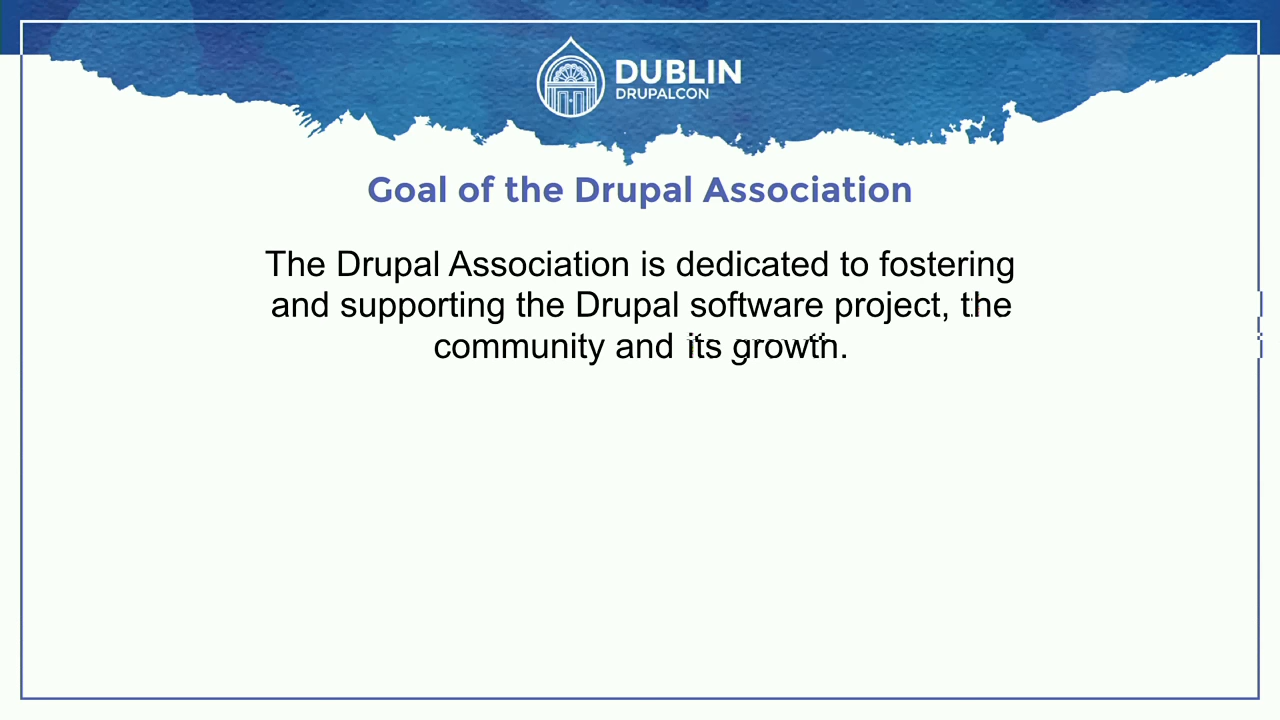 DUBLIN
DRUPALCON
Goal of the Drupal Association
The Drupal Association is dedicated to fostering
and supporting the Drupal software project, the
community and its growth.